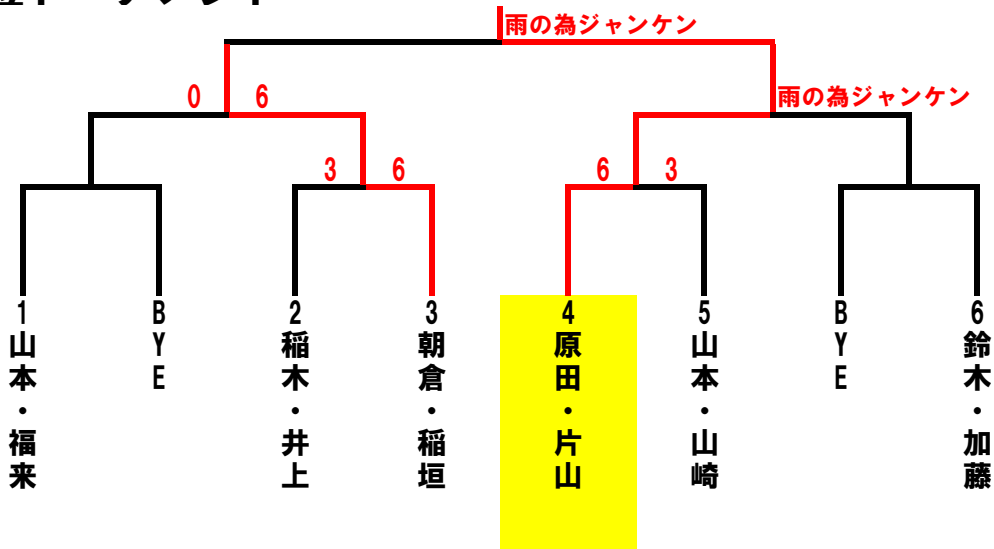 雨の為ジャンケン
0 6
雨の為ジャンケン
3 6
6 3
1 山本・福来
BYE
2 稲木・井上
3 朝倉・稲垣
4 原田・片山
5 山本・山崎
BYE
6 鈴木・加藤